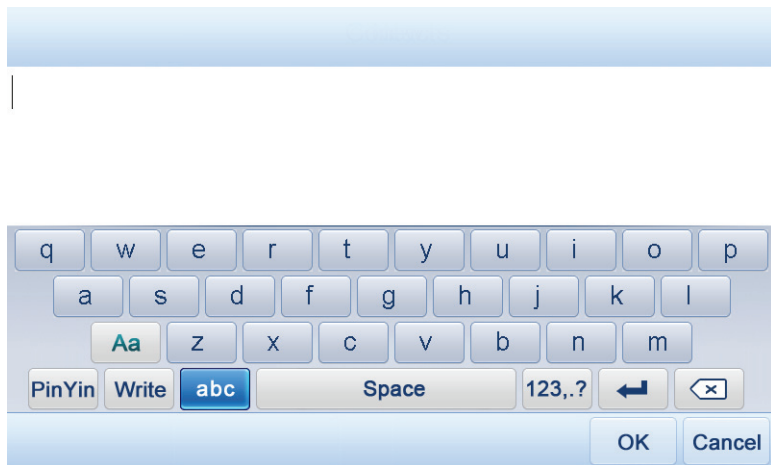 q w e r t y u i o p
a s d f g h j k l
Aa z x c v b n m
PinYin Write abc Space 123,.?
OK Cancel